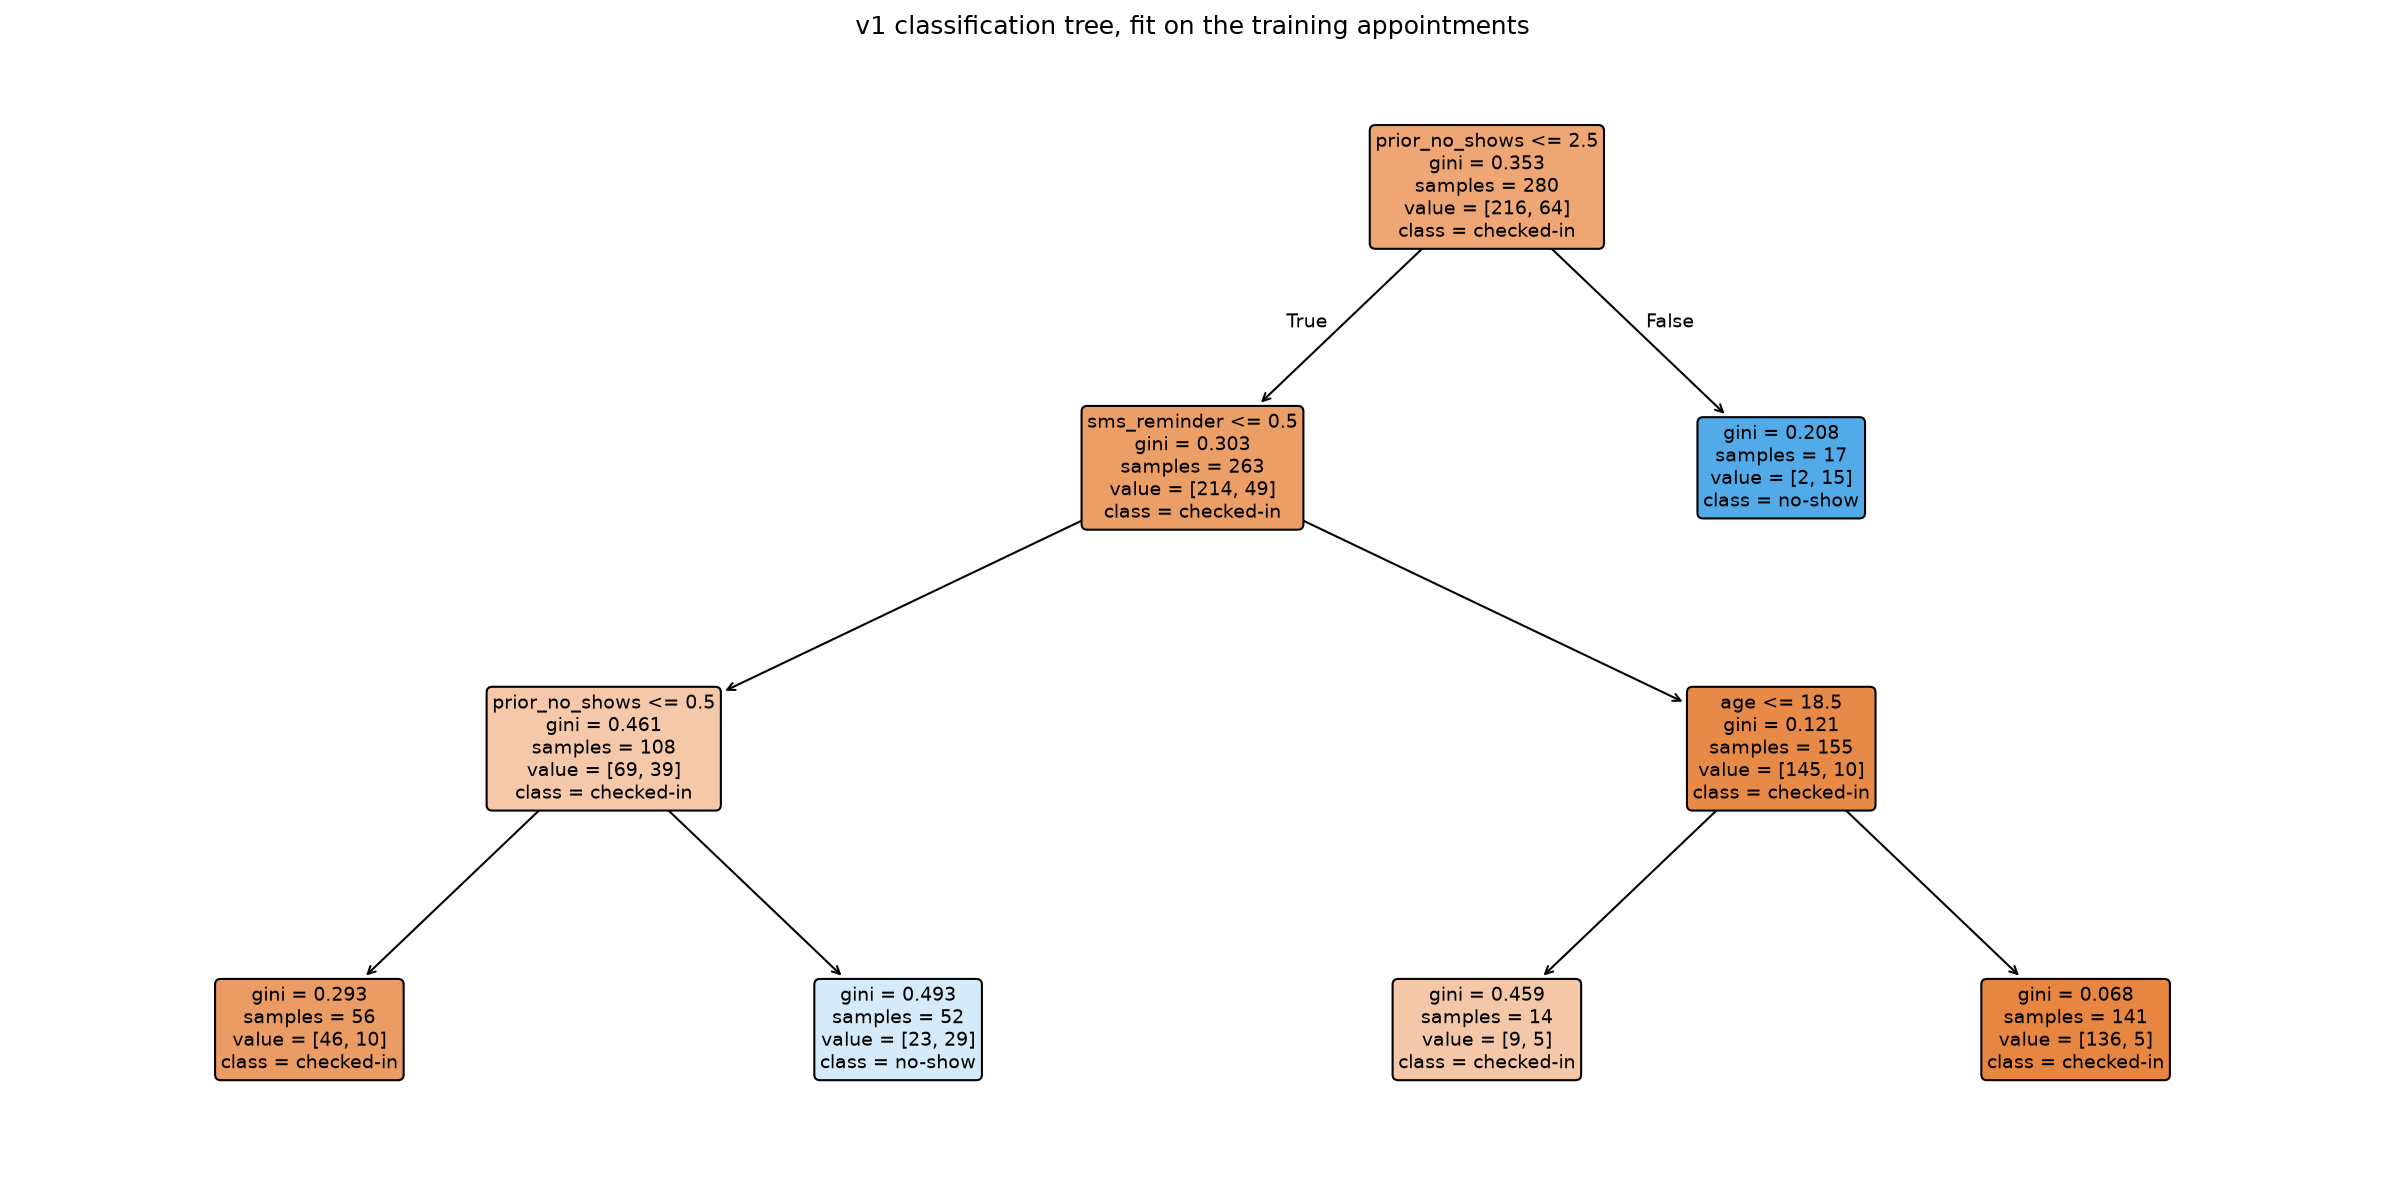 v1 classification tree, fit on the training appointments
prior_no_shows <= 2.5
gini = 0.353
samples = 280
value = [216, 64]
class = checked-in
True
False
sms_reminder <= 0.5
gini = 0.303
samples = 263
value = [214, 49]
class = checked-in
gini = 0.208
samples = 17
value = [2, 15]
class = no-show
prior_no_shows <= 0.5
gini = 0.461
samples = 108
value = [69, 39]
class = checked-in
age <= 18.5
gini = 0.121
samples = 155
value = [145, 10]
class = checked-in
gini = 0.293
samples = 56
value = [46, 10]
class = checked-in
gini = 0.493
samples = 52
value = [23, 29]
class = no-show
gini = 0.459
samples = 14
value = [9, 5]
class = checked-in
gini = 0.068
samples = 141
value = [136, 5]
class = checked-in